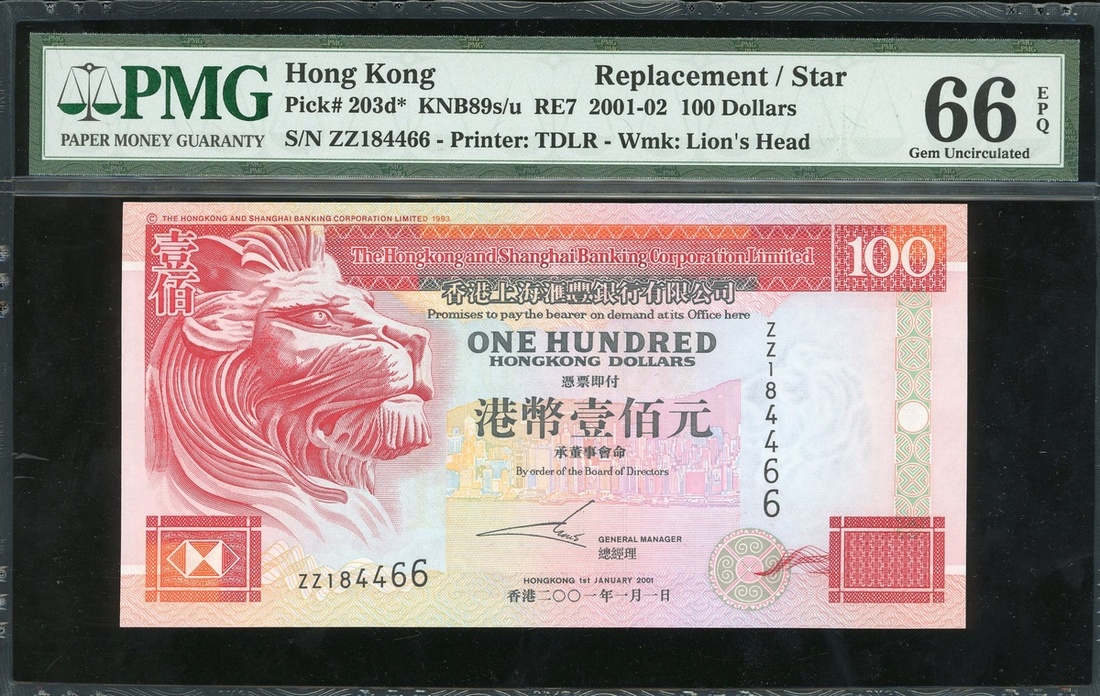 PMG
PAPER MONEY GUARANTY
Hong Kong Replacement / Star
Pick# 203d* KNB89s/u RE7 2001-02 100 Dollars
S/N ZZ184466 - Printer: TDLR - Wmk: Lion's Head
66
EPQ
Gem Uncirculated
© THE HONGKONG AND SHANGHAI BANKING CORPORATION LIMITED 1993
壹佰
The Hongkong and Shanghai Banking Corporation Limited
100
香港上海滙豐銀行有限公司
Promises to pay the bearer on demand at its Office here
ONE HUNDRED
HONGKONG DOLLARS
憑票即付
港幣壹佰元
承董事會命
By order of the Board of Directors
ZZ184466
GENERAL MANAGER
總經理
ZZ184466
HONGKONG 1st JANUARY 2001
香港二〇〇一年一月一日